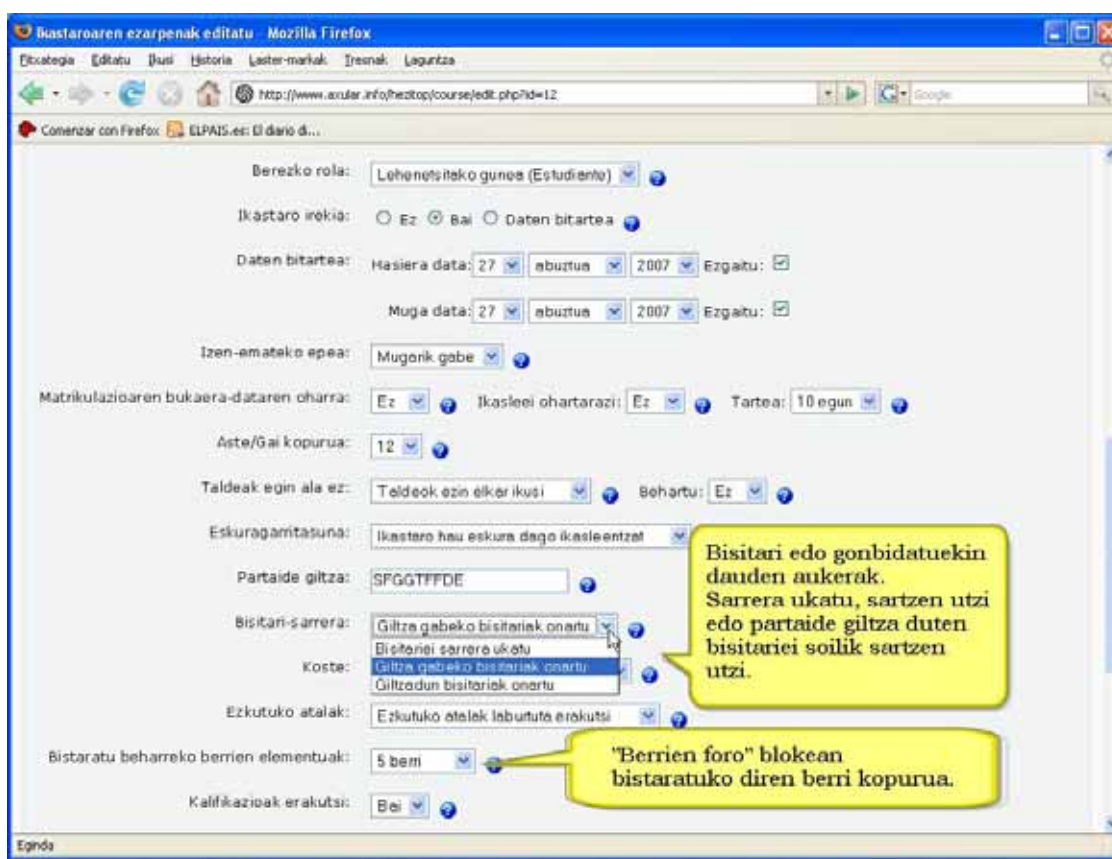 Ikastaroaren ezarpenak editatu - Mozilla Firefox
Fitxategia Editatu Ikusi Historia Laster-markak Tresnak Laguntza
http://www.axular.info/hezitop/course/edit.php?id=12 Google
Comenzar con Firefox ELPAIS.es: El diario d...
Berezko rola: Lehenetsitako gunea (Estudiante)
Ikastaro irekia: Ez Bai Daten bitartea
Daten bitartea: Hasiera data: 27 abuztua 2007 Ezgaitu:
Muga data: 27 abuztua 2007 Ezgaitu:
Izen-emateko epea: Mugarik gabe
Matrikulazioaren bukaera-dataren oharra: Ez Ikasleei ohartarazi: Ez Tartea: 10 egun
Aste/Gai kopurua: 12
Taldeak egin ala ez: Taldeok ezin elkar ikusi Behartu: Ez
Eskuragarritasuna: Ikastaro hau eskura dago ikasleentzat
Partaide giltza: SFGGTFFDE
Bisitari-sarrera: Giltza gabeko bisitariak onartu
Bisitariei sarrera ukatu
Koste: Giltza gabeko bisitariak onartu
Giltzadun bisitariak onartu
Bisitari edo gonbidatuekin
dauden aukerak.
Sarrera ukatu, sartzen utzi
edo partaide giltza duten
bisitariei soilik sartzen
utzi.
Ezkutuko atalak: Ezkutuko atalak laburtuta erakutsi
Bistaratu beharreko berrien elementuak: 5 berri
"Berrien foro" blokean
bistaratuko diren berri kopurua.
Kalifikazioak erakutsi: Bai
Eginda